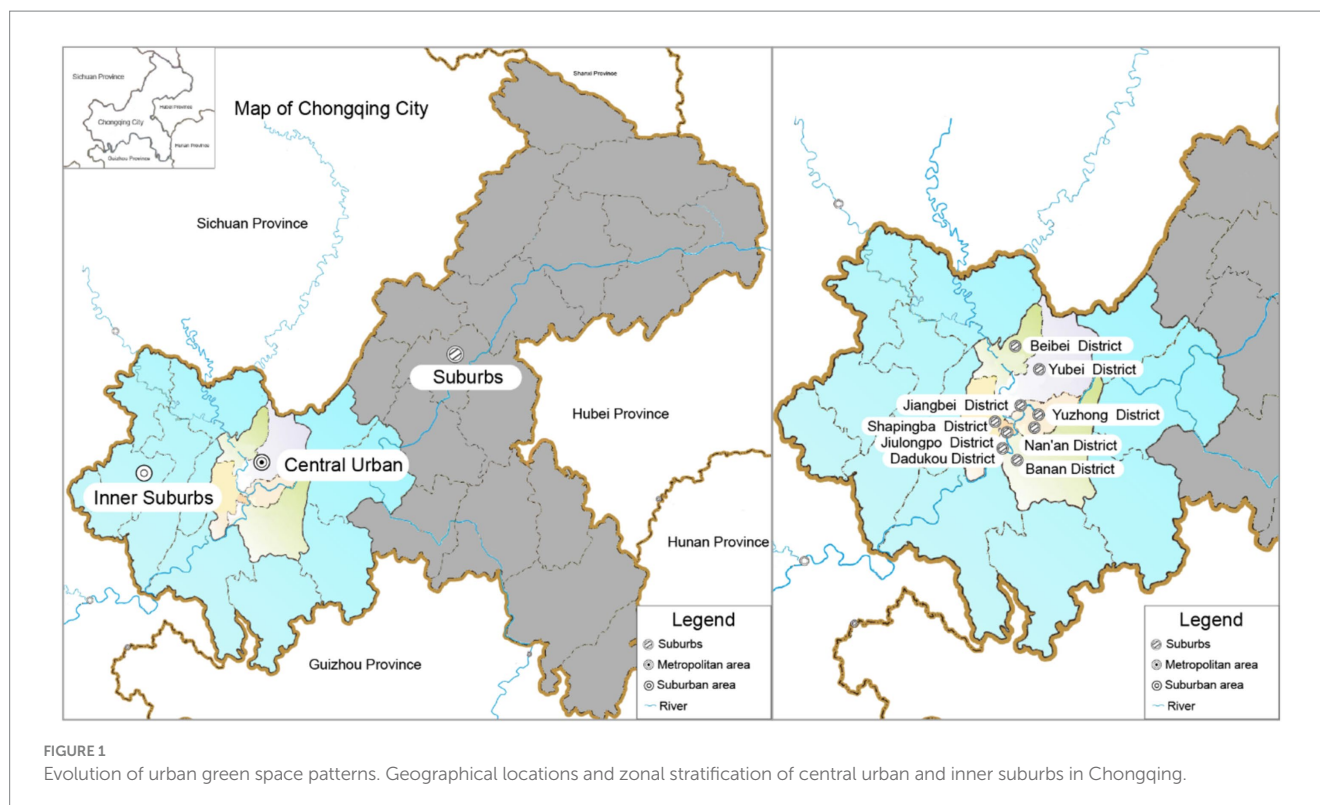 Sichuan Province
Hubei Province
Chongqing City
Hunan Province
Guizhou Province
Map of Chongqing City
Shanxi Province
Sichuan Province
Suburbs
Hubei Province
Central Urban
Inner Suburbs
Hunan Province
Guizhou Province
Legend
Suburbs
Metropolitan area
Suburban area
River
Beibei District
Yubei District
Jiangbei District
Yuzhong District
Shapingba District
Jiulongpo District
Nan'an District
Dadukou District
Banan District
Legend
Suburbs
Metropolitan area
Suburban area
River
FIGURE 1
Evolution of urban green space patterns. Geographical locations and zonal stratification of central urban and inner suburbs in Chongqing.